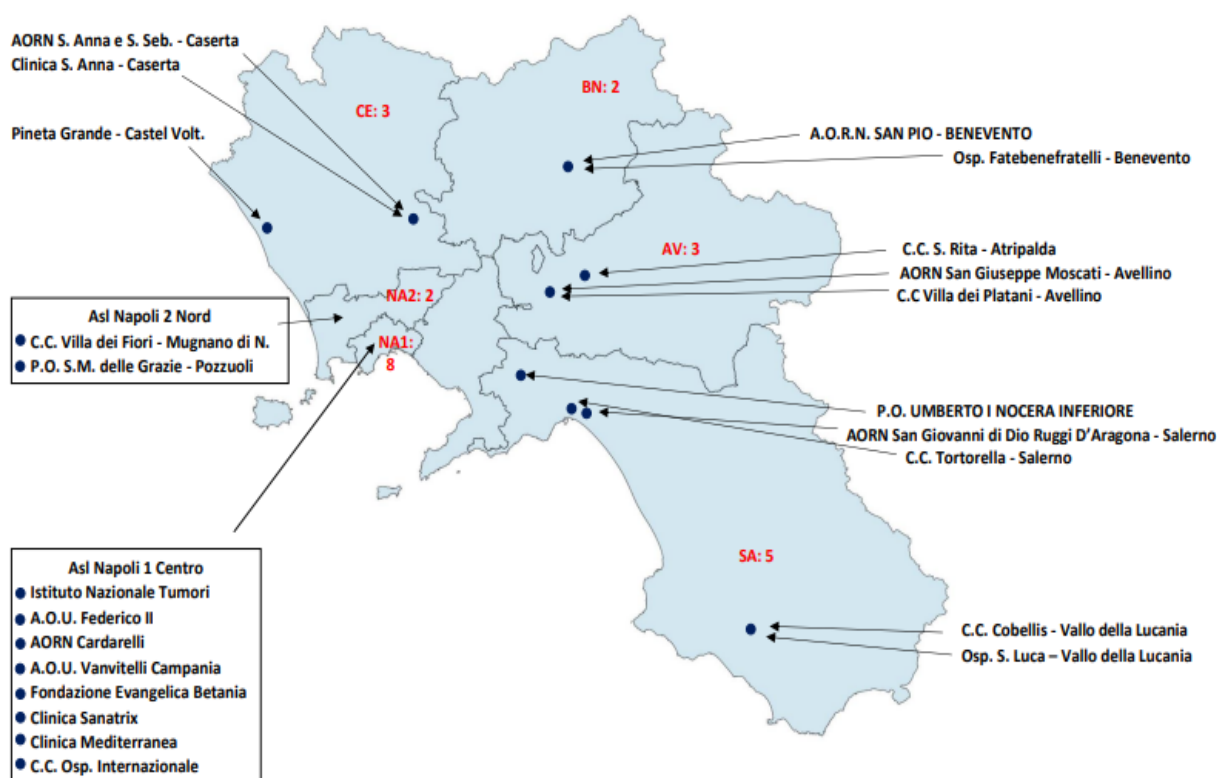 AORN S. Anna e S. Seb. - Caserta
Clinica S. Anna - Caserta
BN: 2
CE: 3
Pineta Grande - Castel Volt.
A.O.R.N. SAN PIO - BENEVENTO
Osp. Fatebenefratelli - Benevento
AV: 3
C.C. S. Rita - Atripalda
AORN San Giuseppe Moscati - Avellino
C.C Villa dei Platani - Avellino
NA2: 2
Asl Napoli 2 Nord
C.C. Villa dei Fiori - Mugnano di N.
P.O. S.M. delle Grazie - Pozzuoli
NA1:
8
P.O. UMBERTO I NOCERA INFERIORE
AORN San Giovanni di Dio Ruggi D'Aragona - Salerno
C.C. Tortorella - Salerno
SA: 5
Asl Napoli 1 Centro
Istituto Nazionale Tumori
A.O.U. Federico II
AORN Cardarelli
A.O.U. Vanvitelli Campania
Fondazione Evangelica Betania
Clinica Sanatrix
Clinica Mediterranea
C.C. Osp. Internazionale
C.C. Cobellis - Vallo della Lucania
Osp. S. Luca – Vallo della Lucania